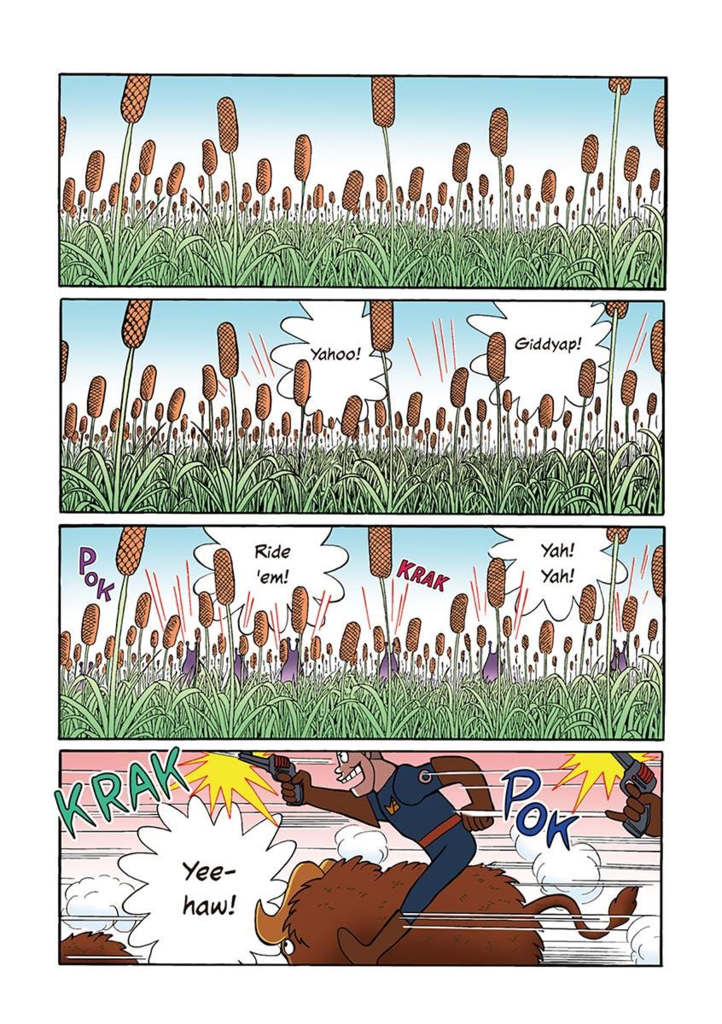 Yahoo!
Giddyap!
POK
Ride
'em!
KRAK
Yah!
Yah!
KRAK
Yee-
haw!
POK